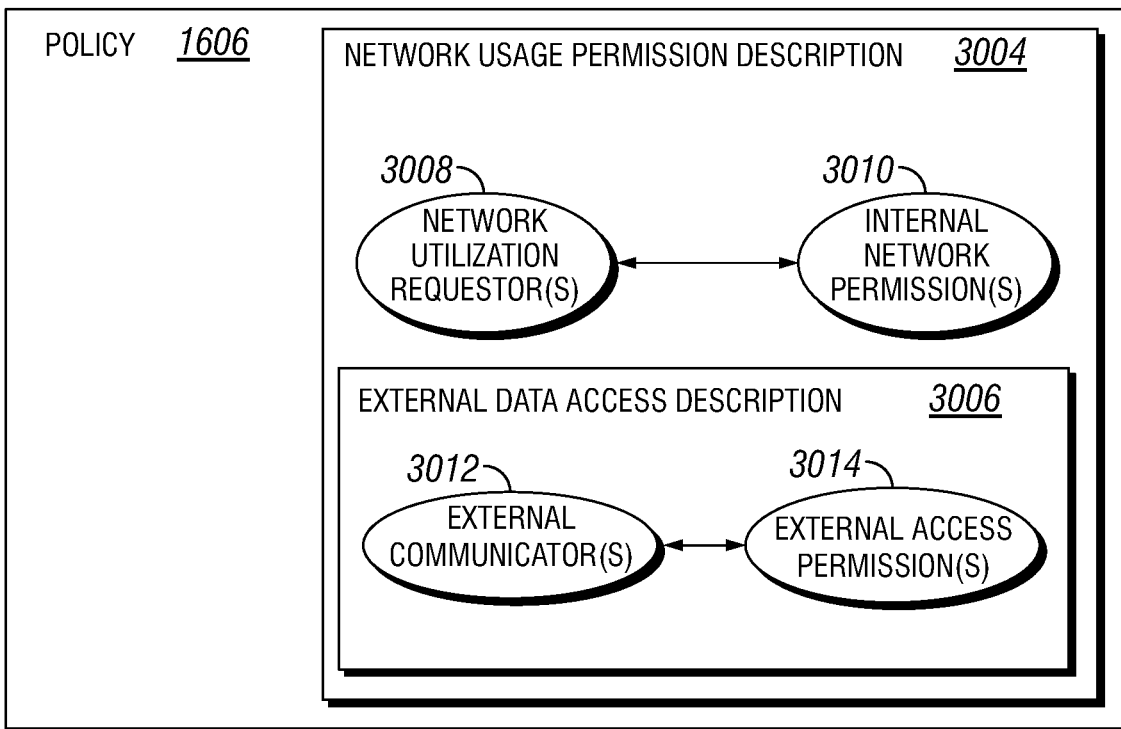 POLICY 1606
NETWORK USAGE PERMISSION DESCRIPTION 3004
3008
NETWORK
UTILIZATION
REQUESTOR(S)
3010
INTERNAL
NETWORK
PERMISSION(S)
EXTERNAL DATA ACCESS DESCRIPTION 3006
3012
EXTERNAL
COMMUNICATOR(S)
3014
EXTERNAL ACCESS
PERMISSION(S)